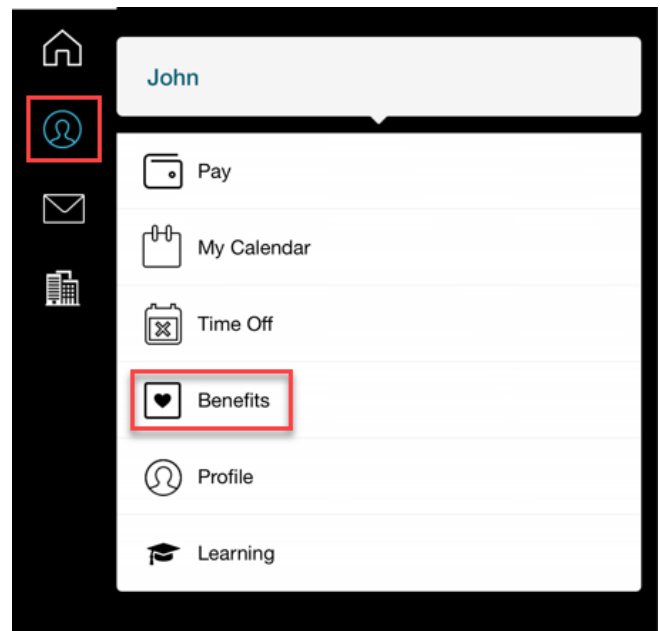 John
Pay
My Calendar
Time Off
Benefits
Profile
Learning